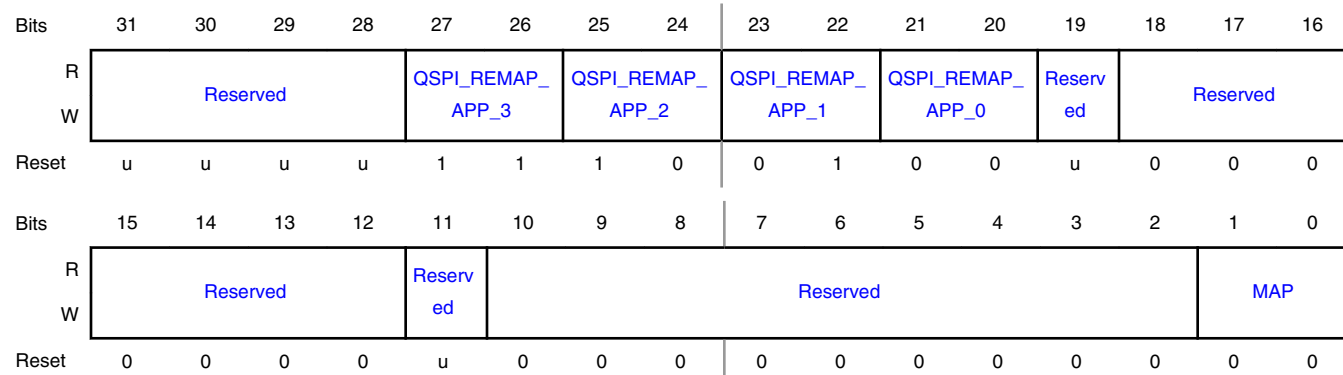 Bits 31 30 29 28 27 26 25 24 23 22 21 20 19 18 17 16
R
W
Reserved QSPI_REMAP_ QSPI_REMAP_ QSPI_REMAP_ QSPI_REMAP_ Reserv Reserved
APP_3 APP_2 APP_1 APP_0 ed
Reset u u u u 1 1 1 0 0 1 0 0 u 0 0 0
Bits 15 14 13 12 11 10 9 8 7 6 5 4 3 2 1 0
R
W
Reserved Reserv Reserved MAP
ed
Reset 0 0 0 0 u 0 0 0 0 0 0 0 0 0 0 0